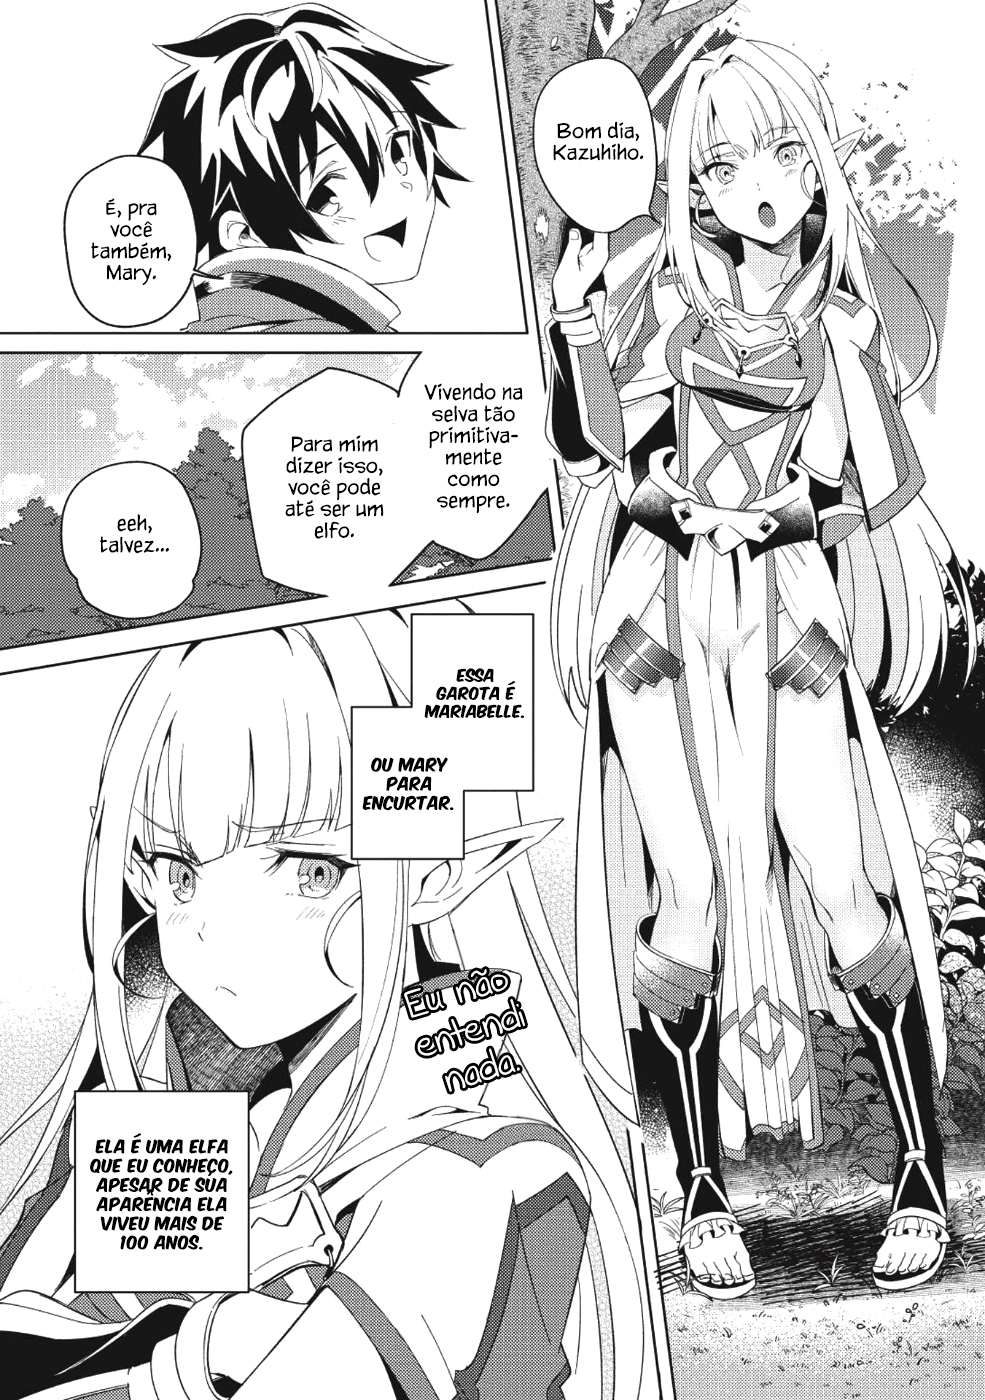 Bom dia,
Kazuhiho.
É, pra
você
também,
Mary.
Vivendo na
selva tão
primitiva-
mente
como
sempre.
Para mim
dizer isso,
você pode
até ser um
elfo.
eeh,
talvez...
ESSA
GAROTA É
MARIABELLE.
OU MARY
PARA
ENCURTAR.
Eu não
entendi
nada.
ELA É UMA ELFA
QUE EU CONHEÇO,
APESAR DE SUA
APARÊNCIA ELA
VIVEU MAIS DE
100 ANOS.